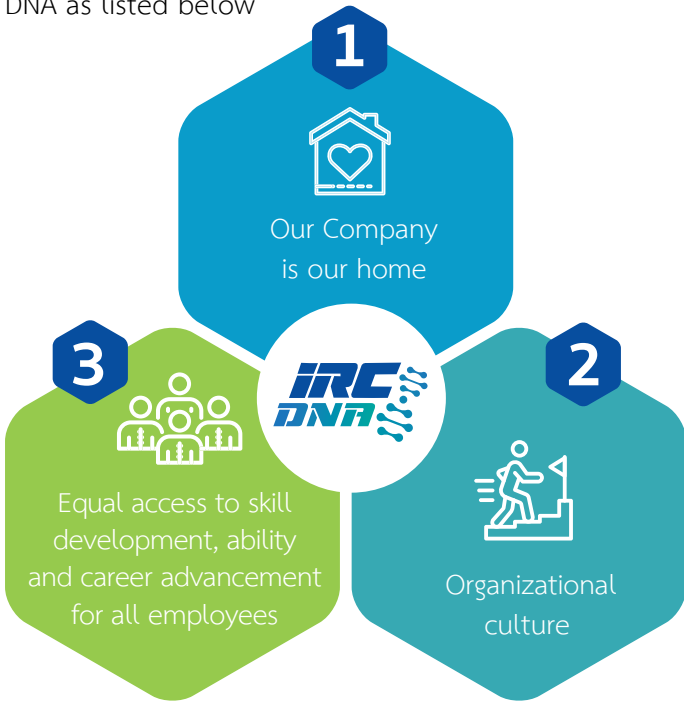 DNA as listed below
1
Our Company
is our home
IRC
DNA
3
Equal access to skill
development, ability
and career advancement
for all employees
2
Organizational
culture